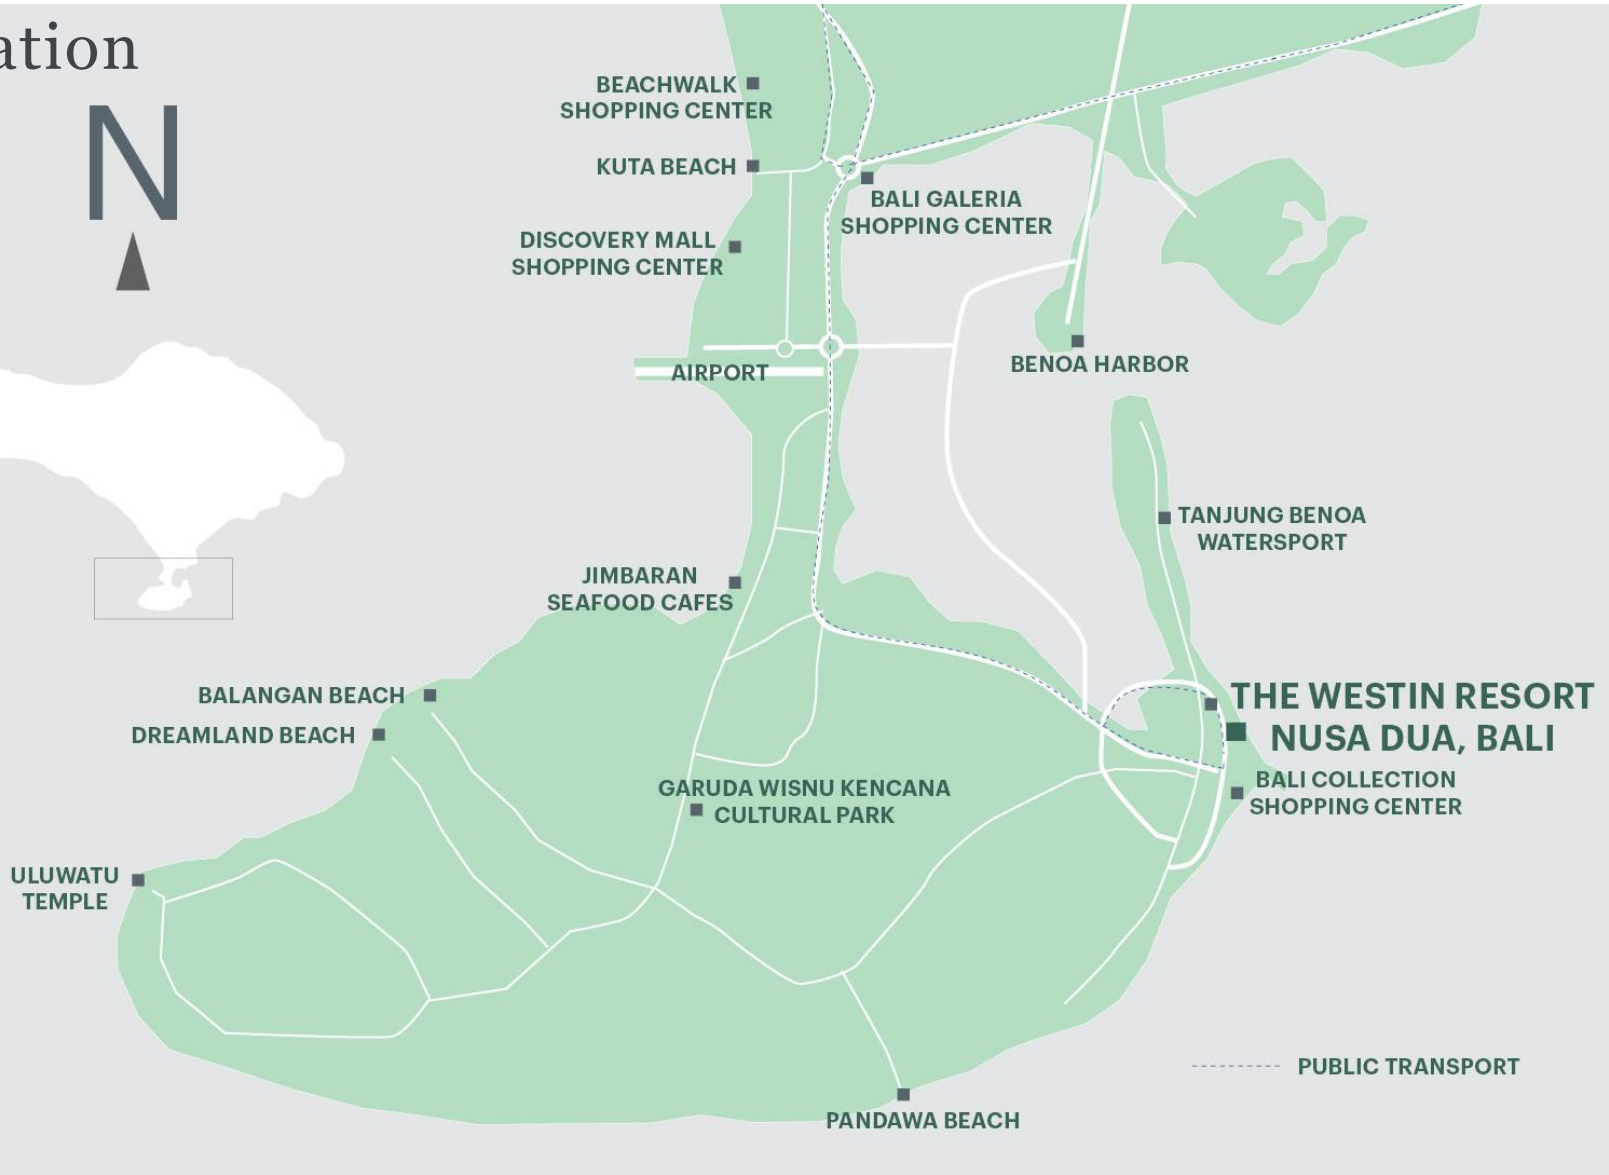 ation
N
BEACHWALK
SHOPPING CENTER
KUTA BEACH
BALI GALERIA
SHOPPING CENTER
DISCOVERY MALL
SHOPPING CENTER
AIRPORT
BENOA HARBOR
TANJUNG BENOA
WATERSPORT
JIMBARAN
SEAFOOD CAFES
BALANGAN BEACH
DREAMLAND BEACH
THE WESTIN RESORT
NUSA DUA, BALI
BALI COLLECTION
SHOPPING CENTER
GARUDA WISNU KENCANA
CULTURAL PARK
ULUWATU
TEMPLE
PUBLIC TRANSPORT
PANDAWA BEACH